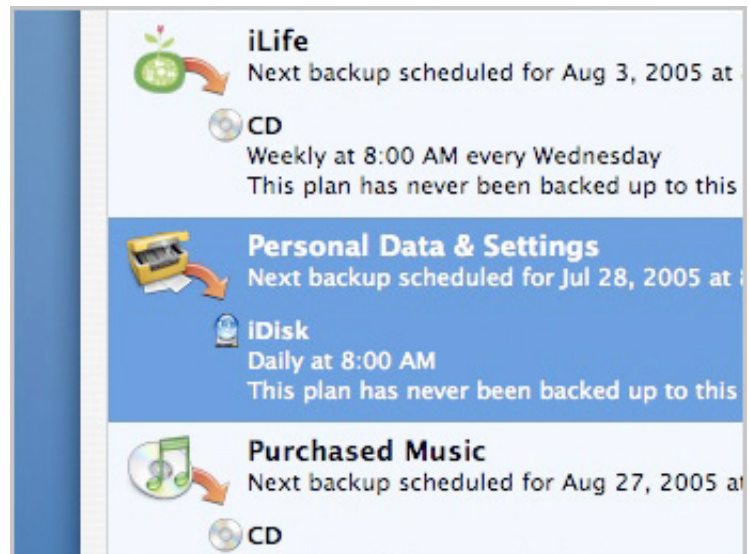 iLife
Next backup scheduled for Aug 3, 2005 at
CD
Weekly at 8:00 AM every Wednesday
This plan has never been backed up to this
Personal Data & Settings
Next backup scheduled for Jul 28, 2005 at
iDisk
Daily at 8:00 AM
This plan has never been backed up to this
Purchased Music
Next backup scheduled for Aug 27, 2005 at
CD